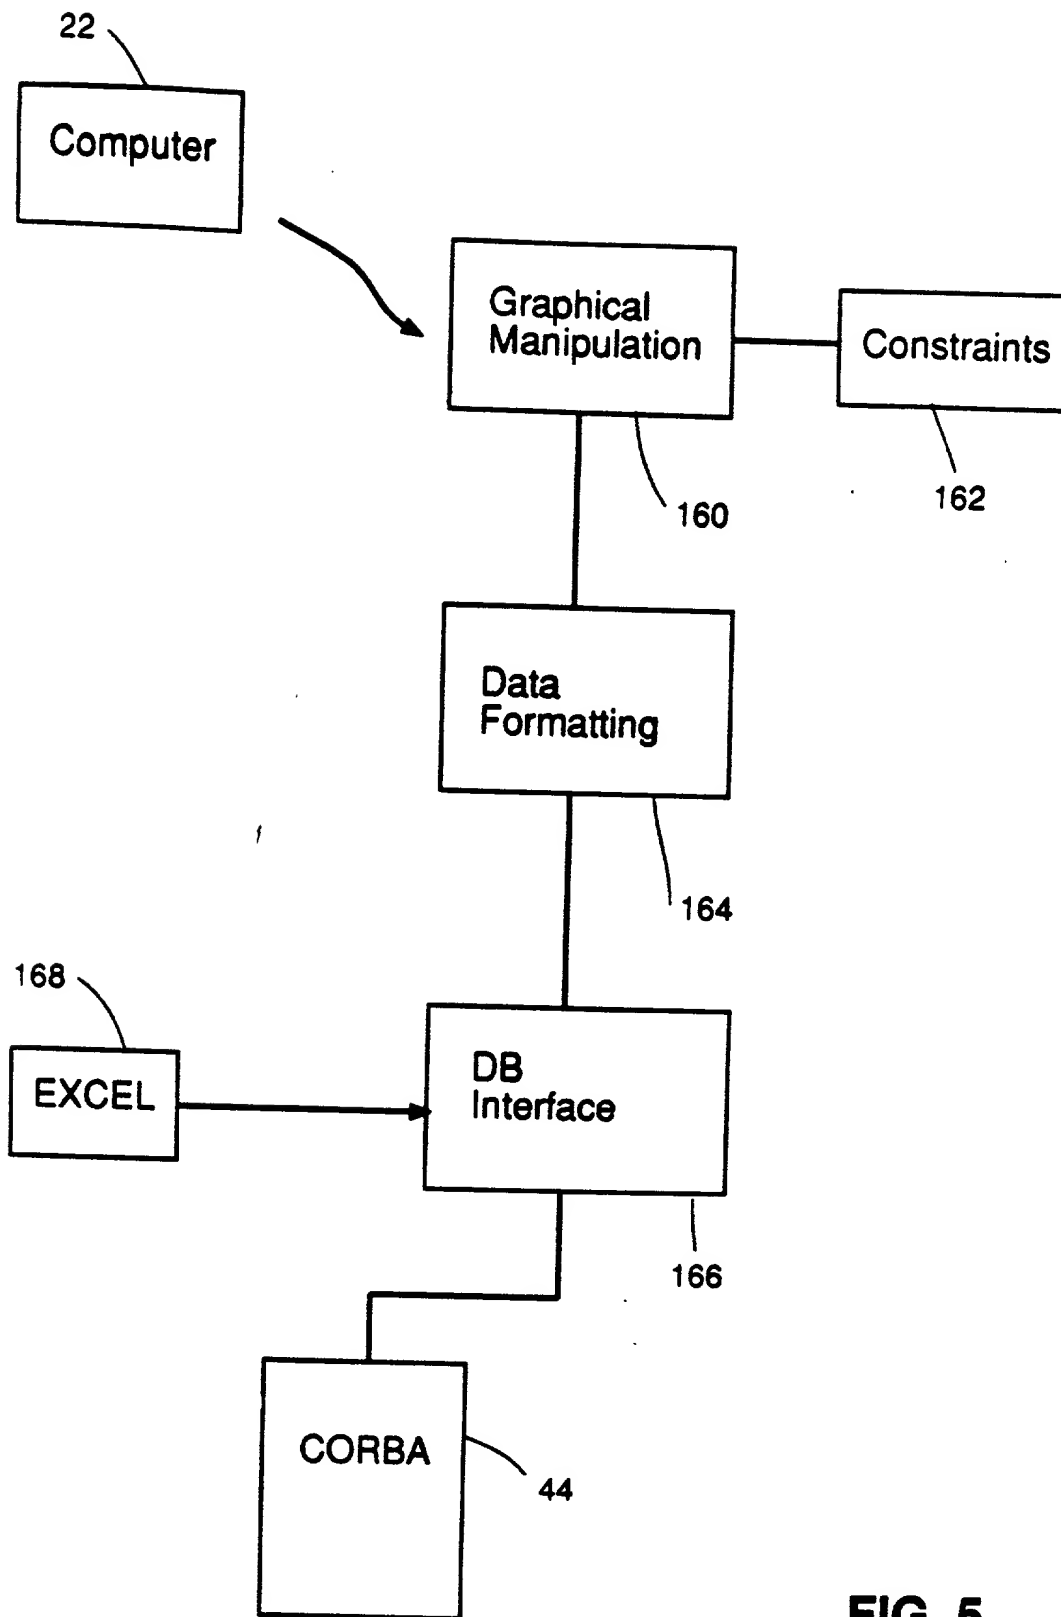 22
Computer
Graphical
Manipulation
Constraints
160
162
Data
Formatting
164
168
EXCEL
DB
Interface
166
CORBA
44
FIG. 5